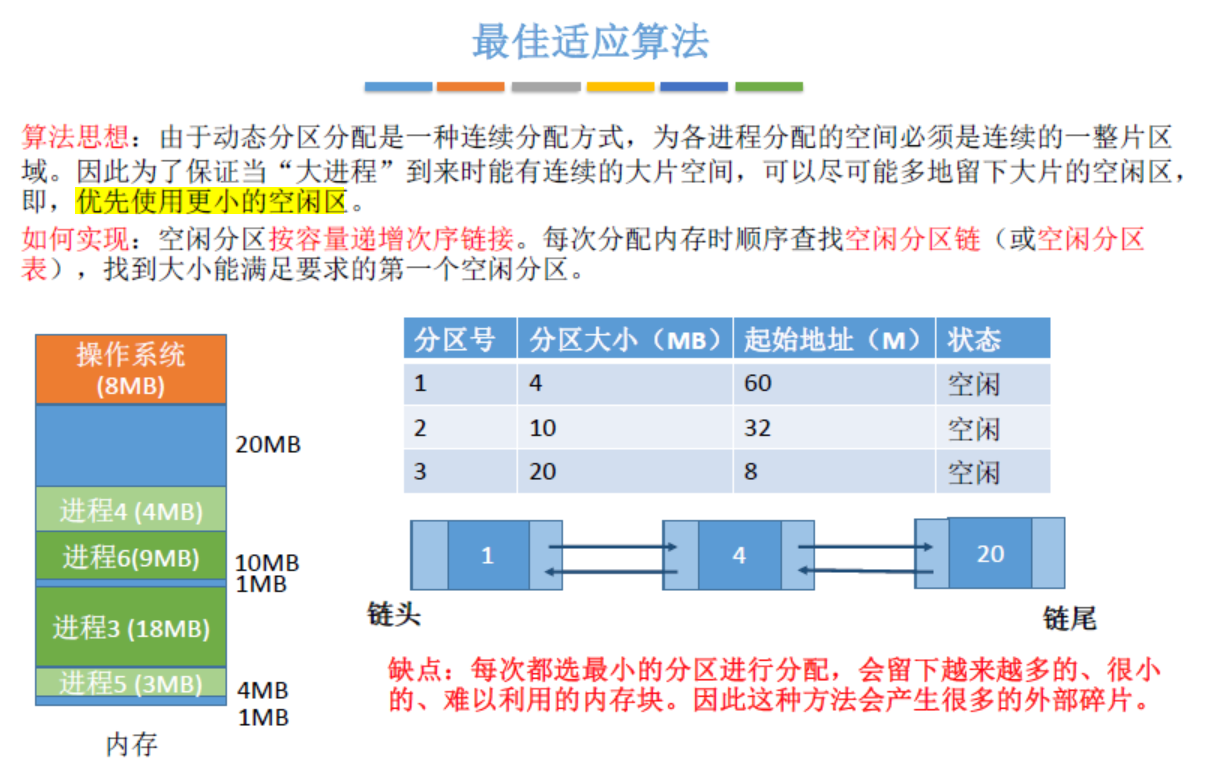 最佳适应算法
算法思想：由于动态分区分配是一种连续分配方式，为各进程分配的空间必须是连续的一整片区
域。因此为了保证当“大进程”到来时能有连续的大片空间，可以尽可能多地留下大片的空闲区，
即，优先使用更小的空闲区。
如何实现：空闲分区按容量递增次序链接。每次分配内存时顺序查找空闲分区链（或空闲分区
表），找到大小能满足要求的第一个空闲分区。
操作系统
(8MB)
20MB
进程4 (4MB)
进程6(9MB)
10MB
1MB
进程3 (18MB)
进程5 (3MB)
4MB
1MB
内存
分区号 分区大小（MB） 起始地址（M） 状态
1 4 60 空闲
2 10 32 空闲
3 20 8 空闲
1 4 20
链头 链尾
缺点：每次都选最小的分区进行分配，会留下越来越多的、很小
的、难以利用的内存块。因此这种方法会产生很多的外部碎片。